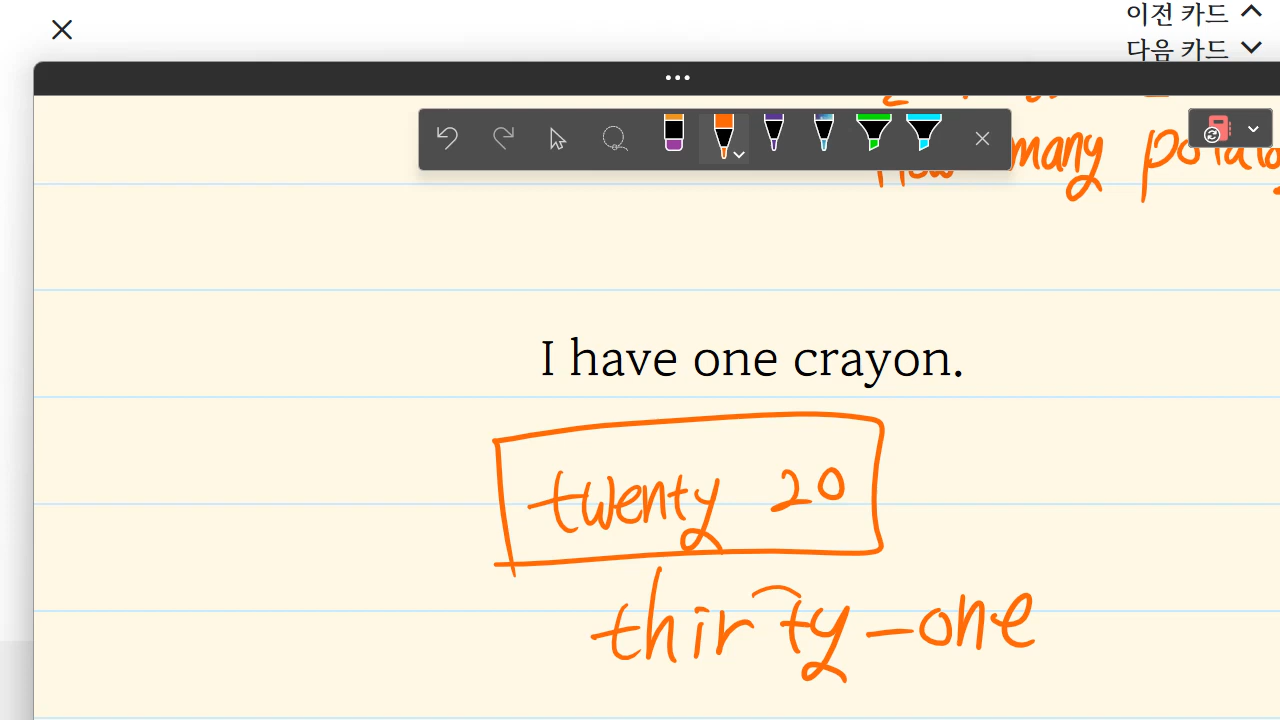 이전 카드
다음 카드
many
I have one crayon.
twenty 20
thirty-one